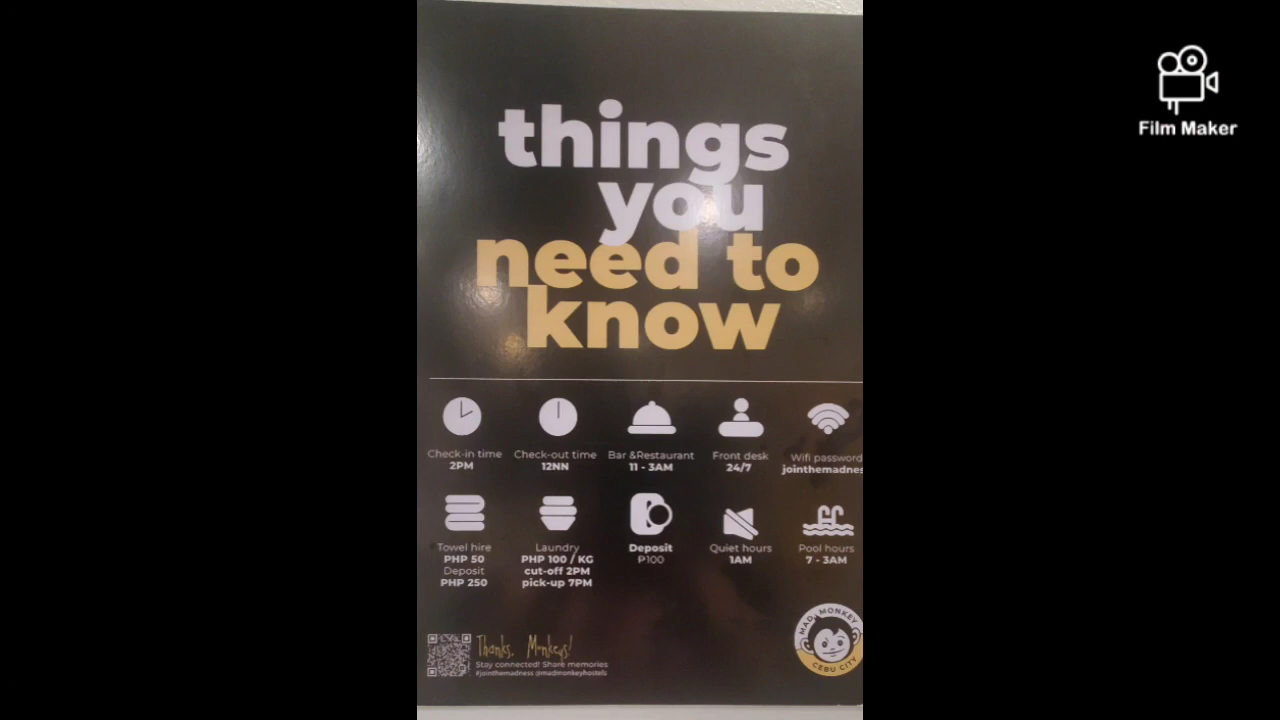 Film Maker
things
you
need to
know
Check-in time
2PM
Check-out time
12NN
Bar &Restaurant
11 - 3AM
Front desk
24/7
Wifi password
jointhemadnes
Towel hire
PHP 50
Deposit
PHP 250
Laundry
PHP 100 / KG
cut-off 2PM
pick-up 7PM
Deposit
₱100
Quiet hours
1AM
Pool hours
7 - 3AM
Thanks, Monkeys!
Stay connected! Share memories
#jointhemadness @madmonkeyhostels
MAD MONKEY
CEBU CITY